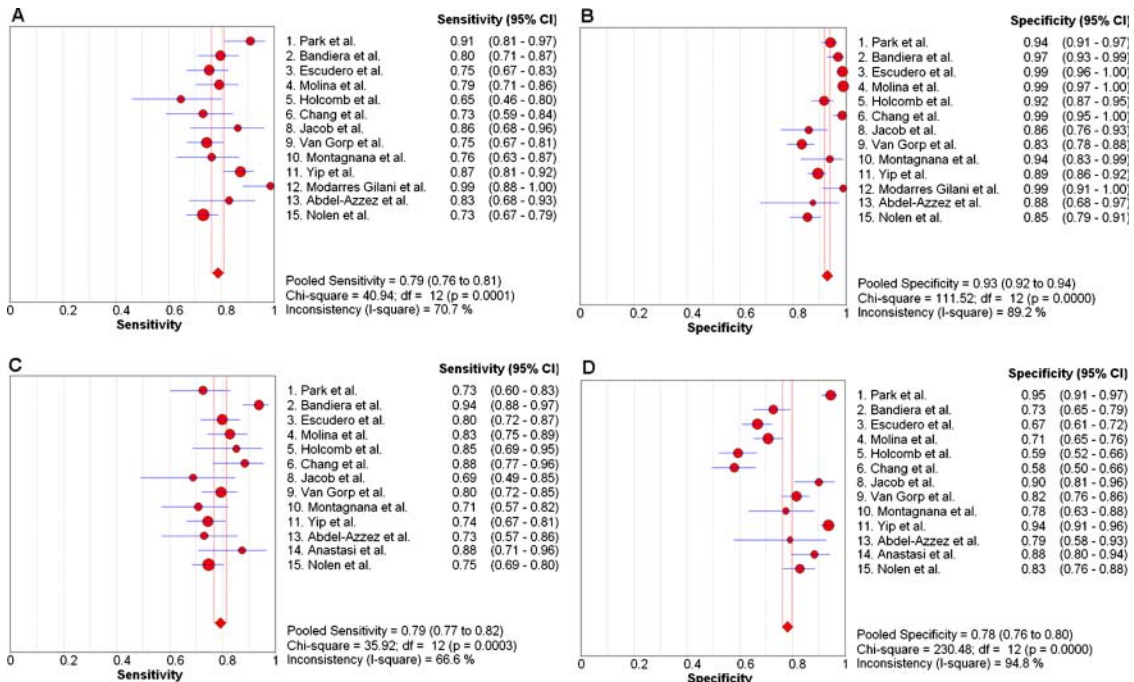 A
Sensitivity (95% CI)
1. Park et al. 0.91 (0.81 - 0.97)
2. Bandiera et al. 0.80 (0.71 - 0.87)
3. Escudero et al. 0.75 (0.67 - 0.83)
4. Molina et al. 0.79 (0.71 - 0.86)
5. Holcomb et al. 0.65 (0.46 - 0.80)
6. Chang et al. 0.73 (0.59 - 0.84)
8. Jacob et al. 0.86 (0.68 - 0.96)
9. Van Gorp et al. 0.75 (0.67 - 0.81)
10. Montagnana et al. 0.76 (0.63 - 0.87)
11. Yip et al. 0.87 (0.81 - 0.92)
12. Modarres Gilani et al. 0.99 (0.88 - 1.00)
13. Abdel-Azzez et al. 0.83 (0.68 - 0.93)
15. Nolen et al. 0.73 (0.67 - 0.79)
Pooled Sensitivity = 0.79 (0.76 to 0.81)
Chi-square = 40.94; df = 12 (p = 0.0001)
Inconsistency (I-square) = 70.7 %
0 0.2 0.4 0.6 0.8 1
Sensitivity
B
Specificity (95% CI)
1. Park et al. 0.94 (0.91 - 0.97)
2. Bandiera et al. 0.97 (0.93 - 0.99)
3. Escudero et al. 0.99 (0.96 - 1.00)
4. Molina et al. 0.99 (0.97 - 1.00)
5. Holcomb et al. 0.92 (0.87 - 0.95)
6. Chang et al. 0.99 (0.95 - 1.00)
8. Jacob et al. 0.86 (0.76 - 0.93)
9. Van Gorp et al. 0.83 (0.78 - 0.88)
10. Montagnana et al. 0.94 (0.83 - 0.99)
11. Yip et al. 0.89 (0.86 - 0.92)
12. Modarres Gilani et al. 0.99 (0.91 - 1.00)
13. Abdel-Azzez et al. 0.88 (0.68 - 0.97)
15. Nolen et al. 0.85 (0.79 - 0.91)
Pooled Specificity = 0.93 (0.92 to 0.94)
Chi-square = 111.52; df = 12 (p = 0.0000)
Inconsistency (I-square) = 89.2 %
0 0.2 0.4 0.6 0.8 1
Specificity
C
Sensitivity (95% CI)
1. Park et al. 0.73 (0.60 - 0.83)
2. Bandiera et al. 0.94 (0.88 - 0.97)
3. Escudero et al. 0.80 (0.72 - 0.87)
4. Molina et al. 0.83 (0.75 - 0.89)
5. Holcomb et al. 0.85 (0.69 - 0.95)
6. Chang et al. 0.88 (0.77 - 0.96)
8. Jacob et al. 0.69 (0.49 - 0.85)
9. Van Gorp et al. 0.80 (0.72 - 0.85)
10. Montagnana et al. 0.71 (0.57 - 0.82)
11. Yip et al. 0.74 (0.67 - 0.81)
13. Abdel-Azzez et al. 0.73 (0.57 - 0.86)
14. Anastasi et al. 0.88 (0.71 - 0.96)
15. Nolen et al. 0.75 (0.69 - 0.80)
Pooled Sensitivity = 0.79 (0.77 to 0.82)
Chi-square = 35.92; df = 12 (p = 0.0003)
Inconsistency (I-square) = 66.6 %
0 0.2 0.4 0.6 0.8 1
Sensitivity
D
Specificity (95% CI)
1. Park et al. 0.95 (0.91 - 0.97)
2. Bandiera et al. 0.73 (0.65 - 0.79)
3. Escudero et al. 0.67 (0.61 - 0.72)
4. Molina et al. 0.71 (0.65 - 0.76)
5. Holcomb et al. 0.59 (0.52 - 0.66)
6. Chang et al. 0.58 (0.50 - 0.66)
8. Jacob et al. 0.90 (0.81 - 0.96)
9. Van Gorp et al. 0.82 (0.76 - 0.86)
10. Montagnana et al. 0.78 (0.63 - 0.88)
11. Yip et al. 0.94 (0.91 - 0.96)
13. Abdel-Azzez et al. 0.79 (0.58 - 0.93)
14. Anastasi et al. 0.88 (0.80 - 0.94)
15. Nolen et al. 0.83 (0.76 - 0.88)
Pooled Specificity = 0.78 (0.76 to 0.80)
Chi-square = 230.48; df = 12 (p = 0.0000)
Inconsistency (I-square) = 94.8 %
0 0.2 0.4 0.6 0.8 1
Specificity